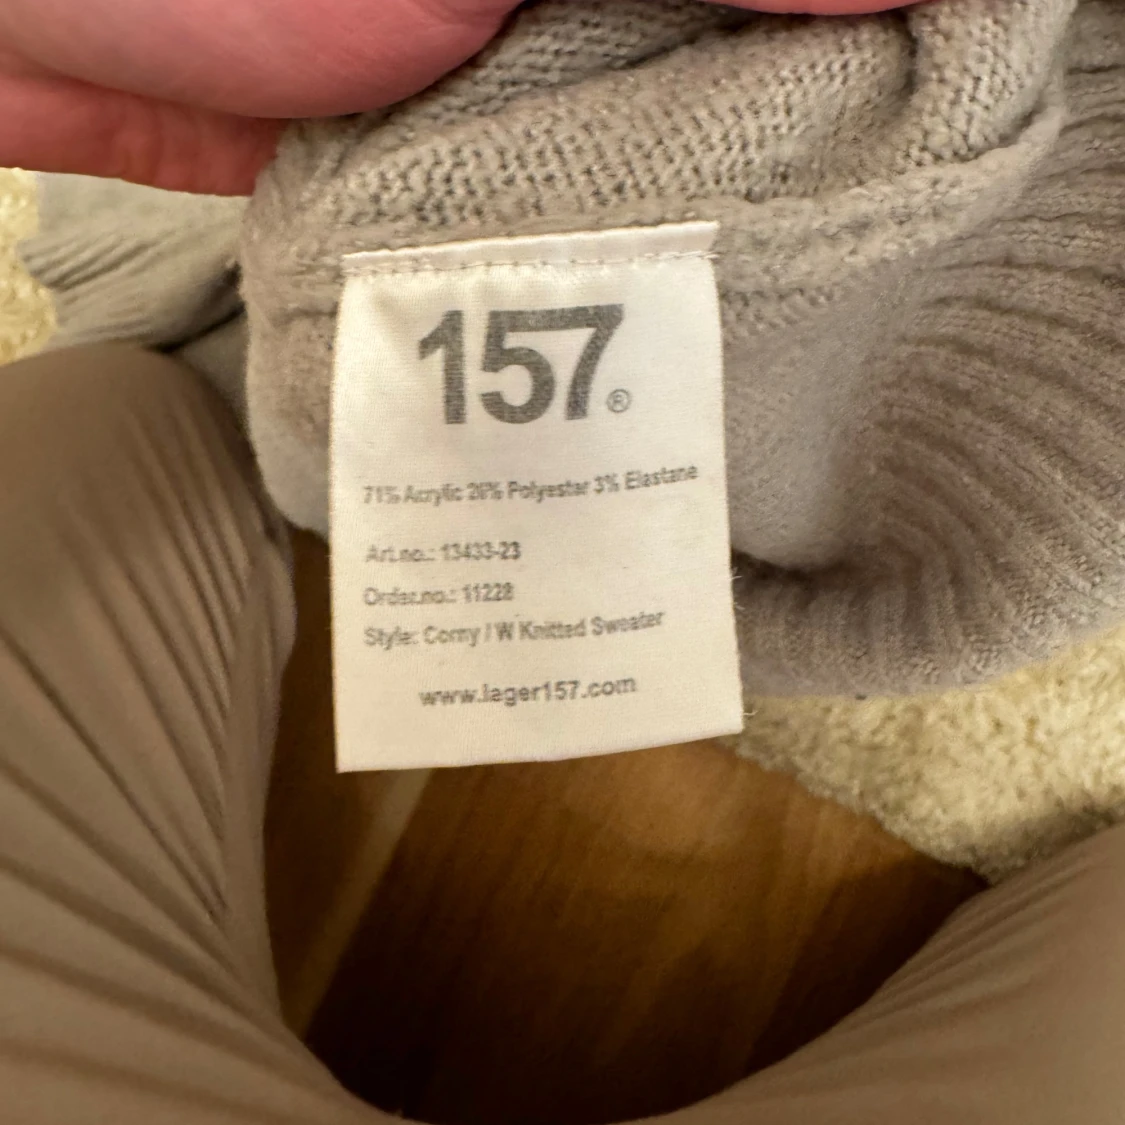 157®
71% Acrylic 26% Polyester 3% Elastane
Art.no.: 13433-23
Order.no.: 11228
Style: Corny / W Knitted Sweater
www.lager157.com